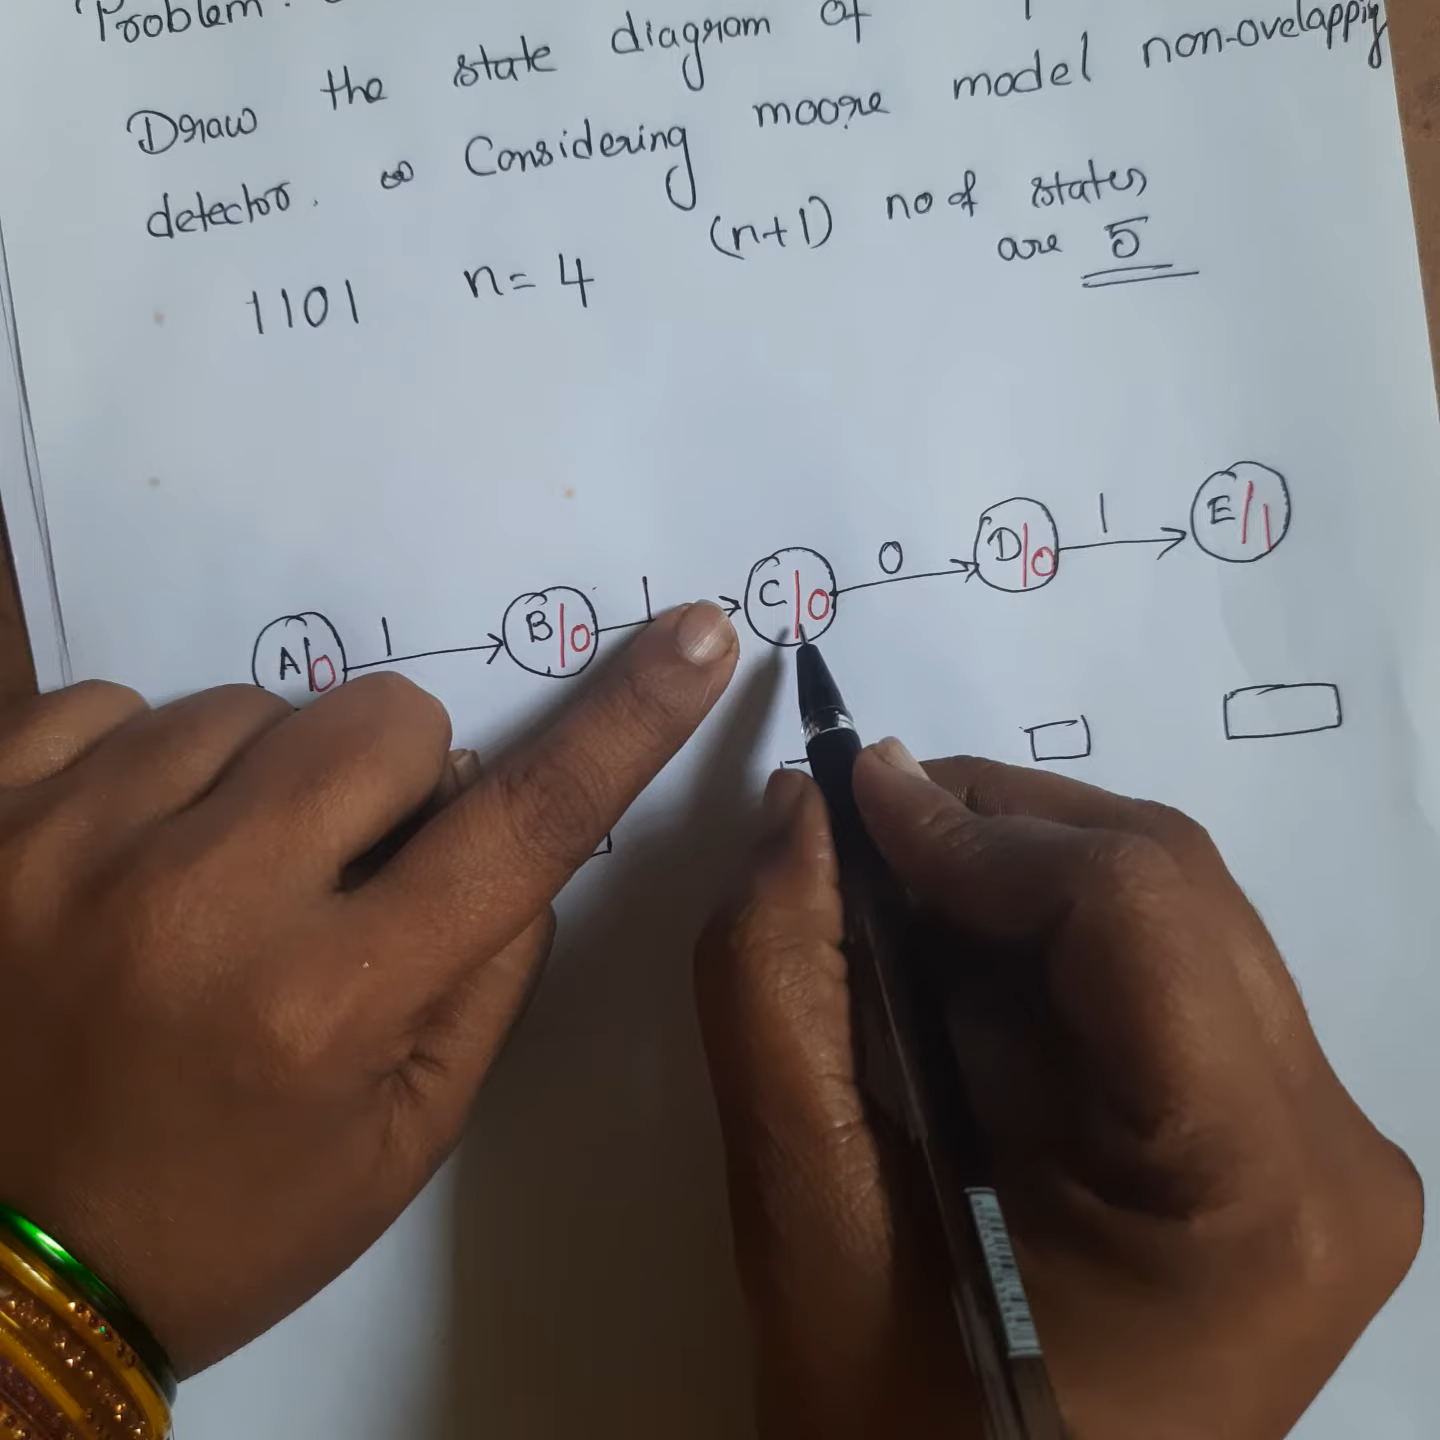 Problem :
Draw the state diagram of
detector. Considering moore model non-ovelapping
1101 n = 4 (n+1) no of states
are 5
A/0 1 B/0 1 C/0 0 D/0 1 E/1